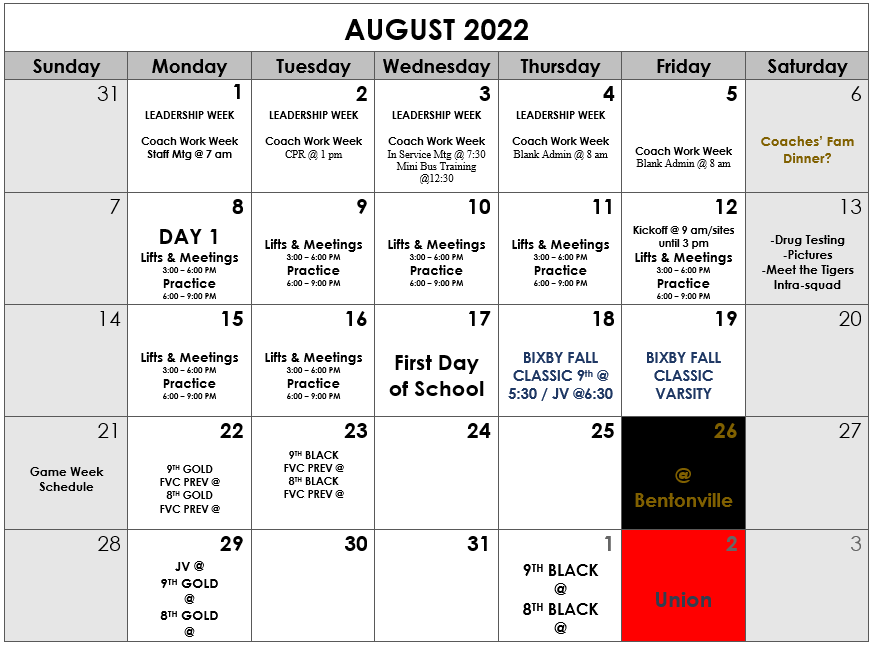 AUGUST 2022
Sunday Monday Tuesday Wednesday Thursday Friday Saturday
31
1
LEADERSHIP WEEK
Coach Work Week
Staff Mtg @ 7 am
2
LEADERSHIP WEEK
Coach Work Week
CPR @ 1 pm
3
LEADERSHIP WEEK
Coach Work Week
In Service Mtg @ 7:30
Mini Bus Training
@12:30
4
LEADERSHIP WEEK
Coach Work Week
Blank Admin @ 8 am
5
Coach Work Week
Blank Admin @ 8 am
6
Coaches’ Fam
Dinner?
7
8
DAY 1
Lifts & Meetings
3:00 – 6:00 PM
Practice
6:00 – 9:00 PM
9
Lifts & Meetings
3:00 – 6:00 PM
Practice
6:00 – 9:00 PM
10
Lifts & Meetings
3:00 – 6:00 PM
Practice
6:00 – 9:00 PM
11
Lifts & Meetings
3:00 – 6:00 PM
Practice
6:00 – 9:00 PM
12
Kickoff @ 9 am/sites
until 3 pm
Lifts & Meetings
3:00 – 6:00 PM
Practice
6:00 – 9:00 PM
13
-Drug Testing
-Pictures
-Meet the Tigers
Intra-squad
14
15
Lifts & Meetings
3:00 – 6:00 PM
Practice
6:00 – 9:00 PM
16
Lifts & Meetings
3:00 – 6:00 PM
Practice
6:00 – 9:00 PM
17
First Day
of School
18
BIXBY FALL
CLASSIC 9th @
5:30 / JV @6:30
19
BIXBY FALL
CLASSIC
VARSITY
20
21
Game Week
Schedule
22
9TH GOLD
FVC PREV @
8TH GOLD
FVC PREV @
23
9TH BLACK
FVC PREV @
8TH BLACK
FVC PREV @
24
25
26
@
Bentonville
27
28
29
JV @
9TH GOLD
@
8TH GOLD
@
30
31
1
9TH BLACK
@
8TH BLACK
@
2
Union
3